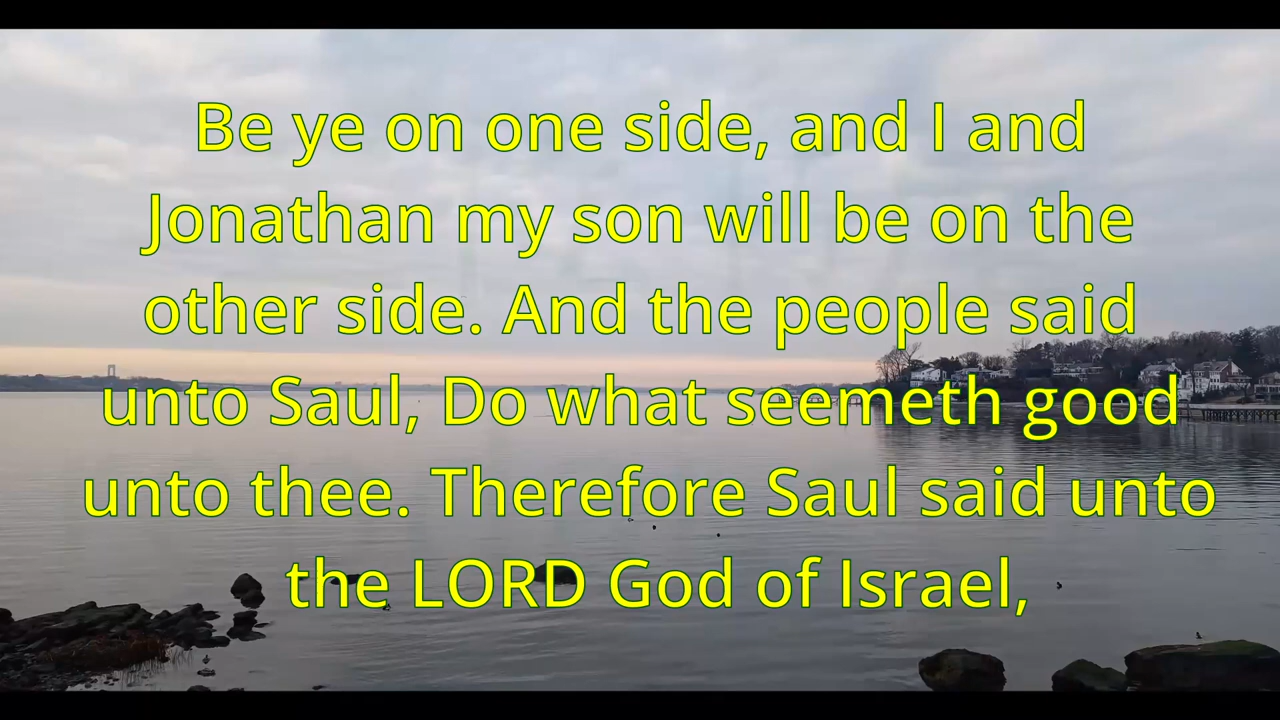 Be ye on one side, and I and
Jonathan my son will be on the
other side. And the people said
unto Saul, Do what seemeth good
unto thee. Therefore Saul said unto
the LORD God of Israel,